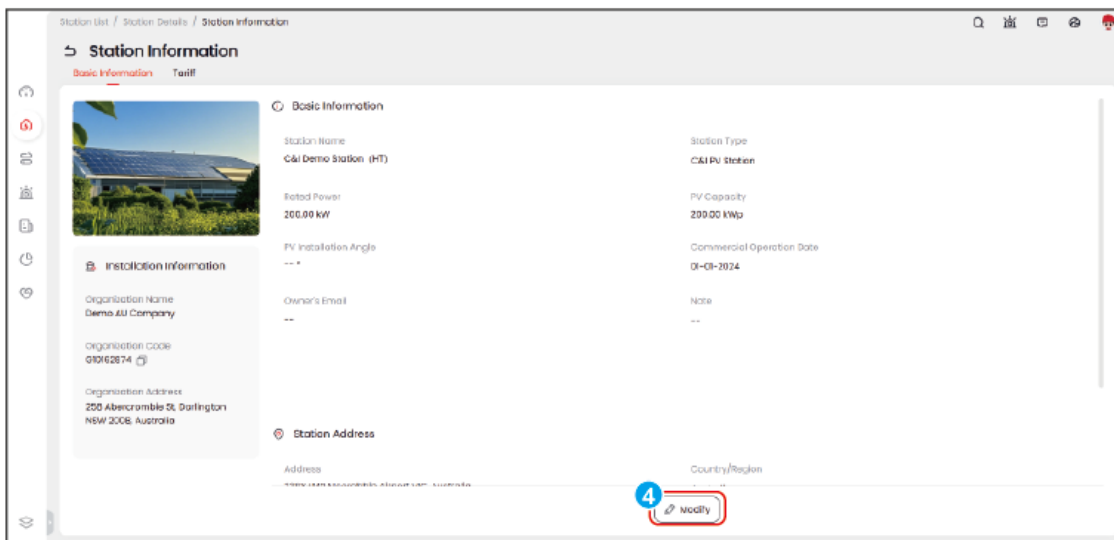 Station List / Station Details / Station Information
Station Information
Basic Information Tariff
Basic Information
Station Name
C&I Demo Station (HT)
Station Type
C&I PV Station
Rated Power
200.00 kW
PV Capacity
200.00 kWp
PV Installation Angle
-- °
Commercial Operation Date
01-01-2024
Owner's Email
--
Note
--
Installation Information
Organization Name
Demo AU Company
Organization Code
G10162874
Organization Address
258 Abercrombie St, Darlington
NSW 2008, Australia
Station Address
Address
Country/Region
4
Modify